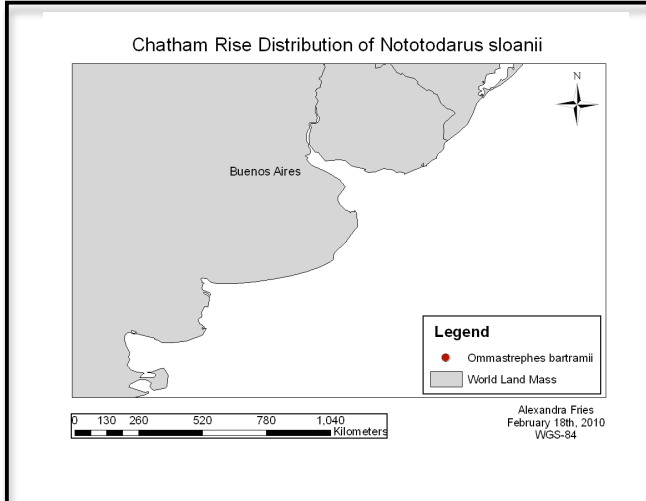 Chatham Rise Distribution of Nototodarus sloanii
N
Buenos Aires
Legend
Ommastrephes bartramii
World Land Mass
0 130 260 520 780 1,040
Kilometers
Alexandra Fries
February 18th, 2010
WGS-84